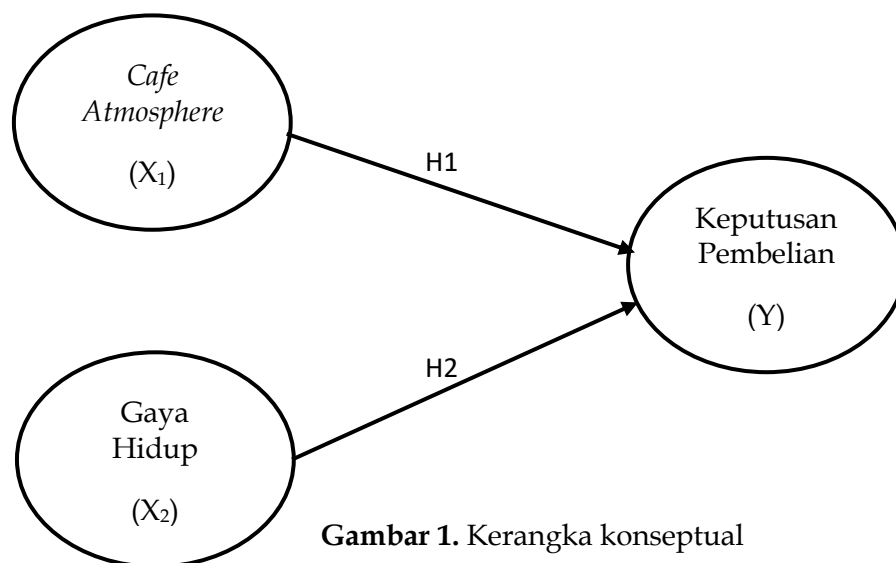 Cafe
Atmosphere
(X₁)
H1
Keputusan
Pembelian
(Y)
H2
Gaya
Hidup
(X₂)
Gambar 1. Kerangka konseptual